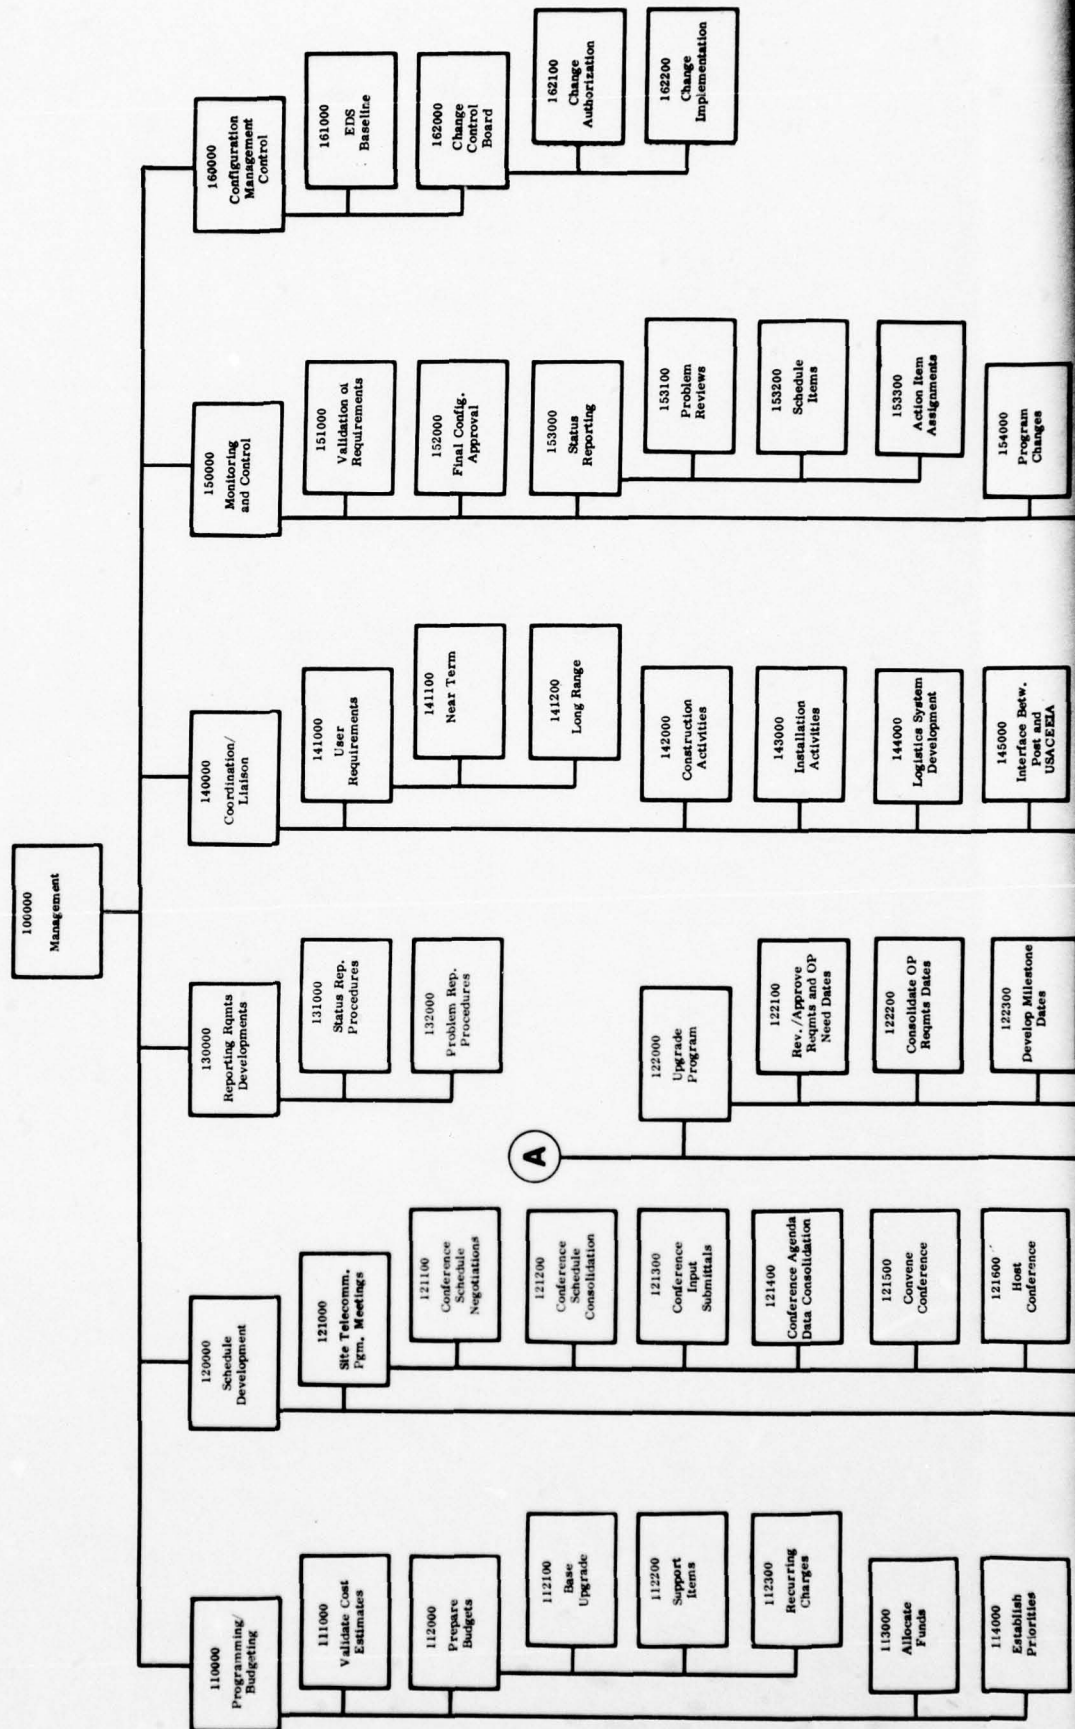 100000
Management
110000
Programming/
Budgeting
111000
Validate Cost
Estimates
112000
Prepare
Budgets
112100
Base
Upgrade
112200
Support
Items
112300
Recurring
Charges
113000
Allocate
Funds
114000
Establish
Priorities
120000
Schedule
Development
121000
Site Telecomm.
Pgm. Meetings
121100
Conference
Schedule
Negotiations
121200
Conference
Schedule
Consolidation
121300
Conference
Input
Submittals
121400
Conference Agenda
Data Consolidation
121500
Convene
Conference
121600
Host
Conference
A
122000
Upgrade
Program
122100
Rev./Approve
Reqmts and OP
Need Dates
122200
Consolidate OP
Reqmts Dates
122300
Develop Milestone
Dates
130000
Reporting Rqmts
Developments
131000
Status Rep.
Procedures
132000
Problem Rep.
Procedures
140000
Coordination/
Liaison
141000
User
Requirements
141100
Near Term
141200
Long Range
142000
Construction
Activities
143000
Installation
Activities
144000
Logistics System
Development
145000
Interface Betw.
Post and
USACEEIA
150000
Monitoring
and Control
151000
Validation of
Requirements
152000
Final Config.
Approval
153000
Status
Reporting
153100
Problem
Reviews
153200
Schedule
Items
153300
Action Item
Assignments
154000
Program
Changes
160000
Configuration
Management
Control
161000
EDS
Baseline
162000
Change
Control
Board
162100
Change
Authorization
162200
Change
Implementation